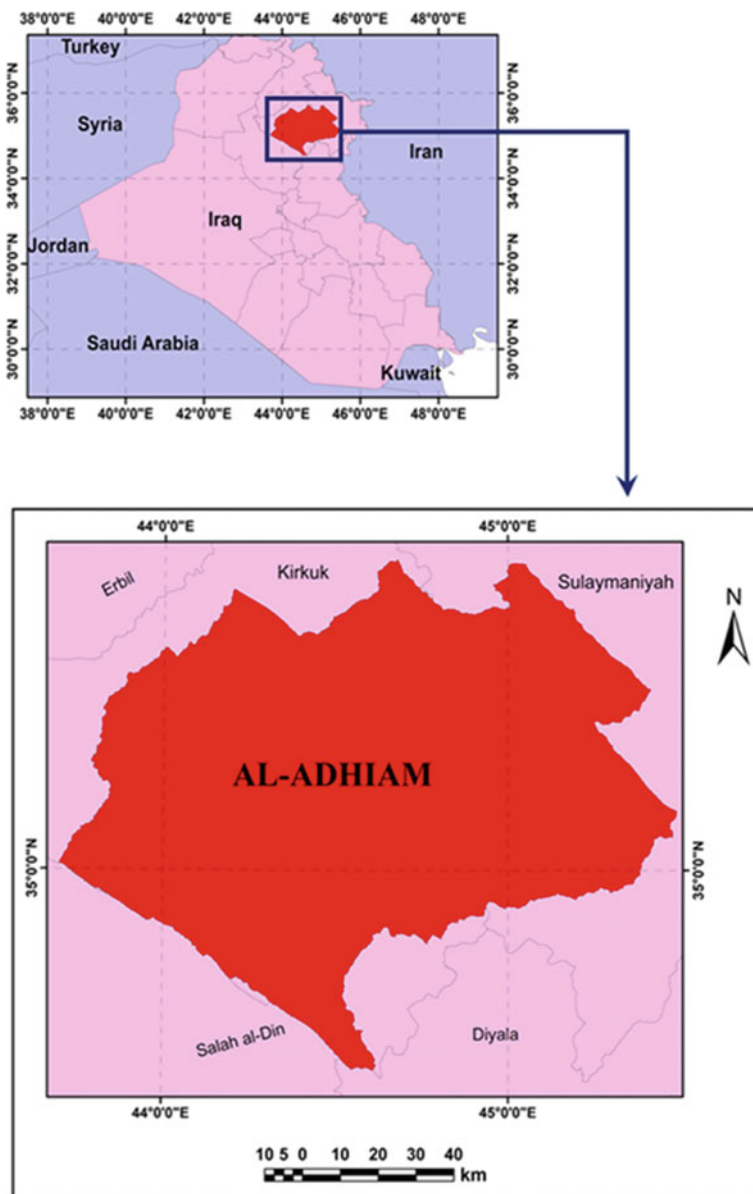 38°0'0"E 40°0'0"E 42°0'0"E 44°0'0"E 46°0'0"E 48°0'0"E
Turkey
36°0'0"N
36°0'0"N
Syria
Iran
34°0'0"N
34°0'0"N
Iraq
Jordan
32°0'0"N
32°0'0"N
Saudi Arabia
30°0'0"N
30°0'0"N
Kuwait
38°0'0"E 40°0'0"E 42°0'0"E 44°0'0"E 46°0'0"E 48°0'0"E
44°0'0"E 45°0'0"E
Erbil
Kirkuk
Sulaymaniyah
N
AL-ADHIAM
35°0'0"N
35°0'0"N
Salah al-Din
Diyala
44°0'0"E 45°0'0"E
10 5 0 10 20 30 40
km